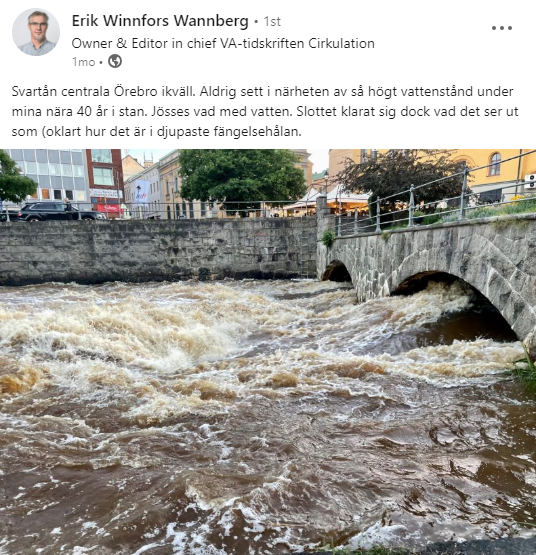 Erik Winnfors Wannberg • 1st
Owner & Editor in chief VA-tidskriften Cirkulation
1mo •
Svartån centrala Örebro ikväll. Aldrig sett i närheten av så högt vattenstånd under
mina nära 40 år i stan. Jösses vad med vatten. Slottet klarat sig dock vad det ser ut
som (oklart hur det är i djupaste fängelsehålan.